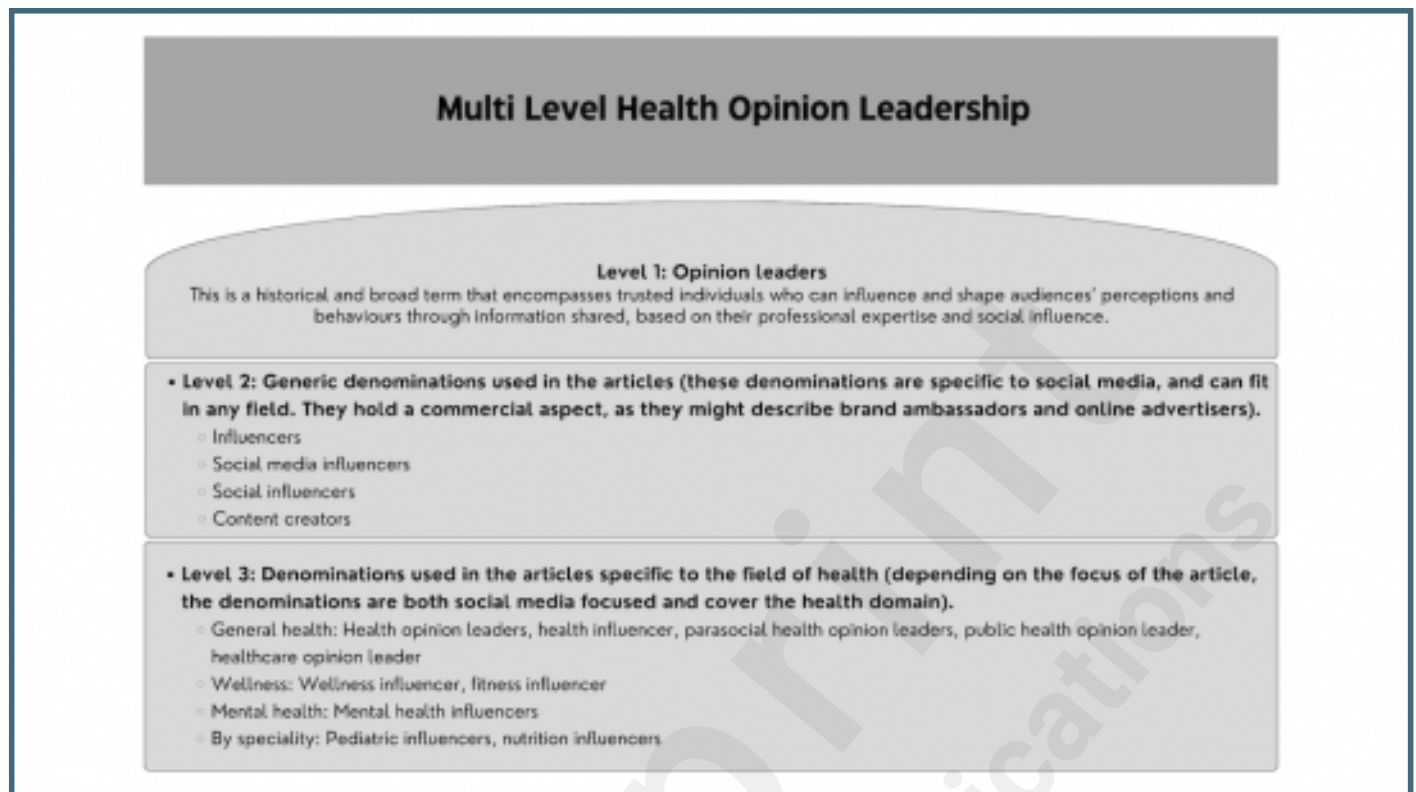 Multi Level Health Opinion Leadership
Level 1: Opinion leaders
This is a historical and broad term that encompasses trusted individuals who can influence and shape audiences' perceptions and
behaviours through information shared, based on their professional expertise and social influence.
• Level 2: Generic denominations used in the articles (these denominations are specific to social media, and can fit
in any field. They hold a commercial aspect, as they might describe brand ambassadors and online advertisers).
◦ Influencers
◦ Social media influencers
◦ Social influencers
◦ Content creators
• Level 3: Denominations used in the articles specific to the field of health (depending on the focus of the article,
the denominations are both social media focused and cover the health domain).
◦ General health: Health opinion leaders, health influencer, parasocial health opinion leaders, public health opinion leader,
healthcare opinion leader
◦ Wellness: Wellness influencer, fitness influencer
◦ Mental health: Mental health influencers
◦ By speciality: Pediatric influencers, nutrition influencers
print
ications